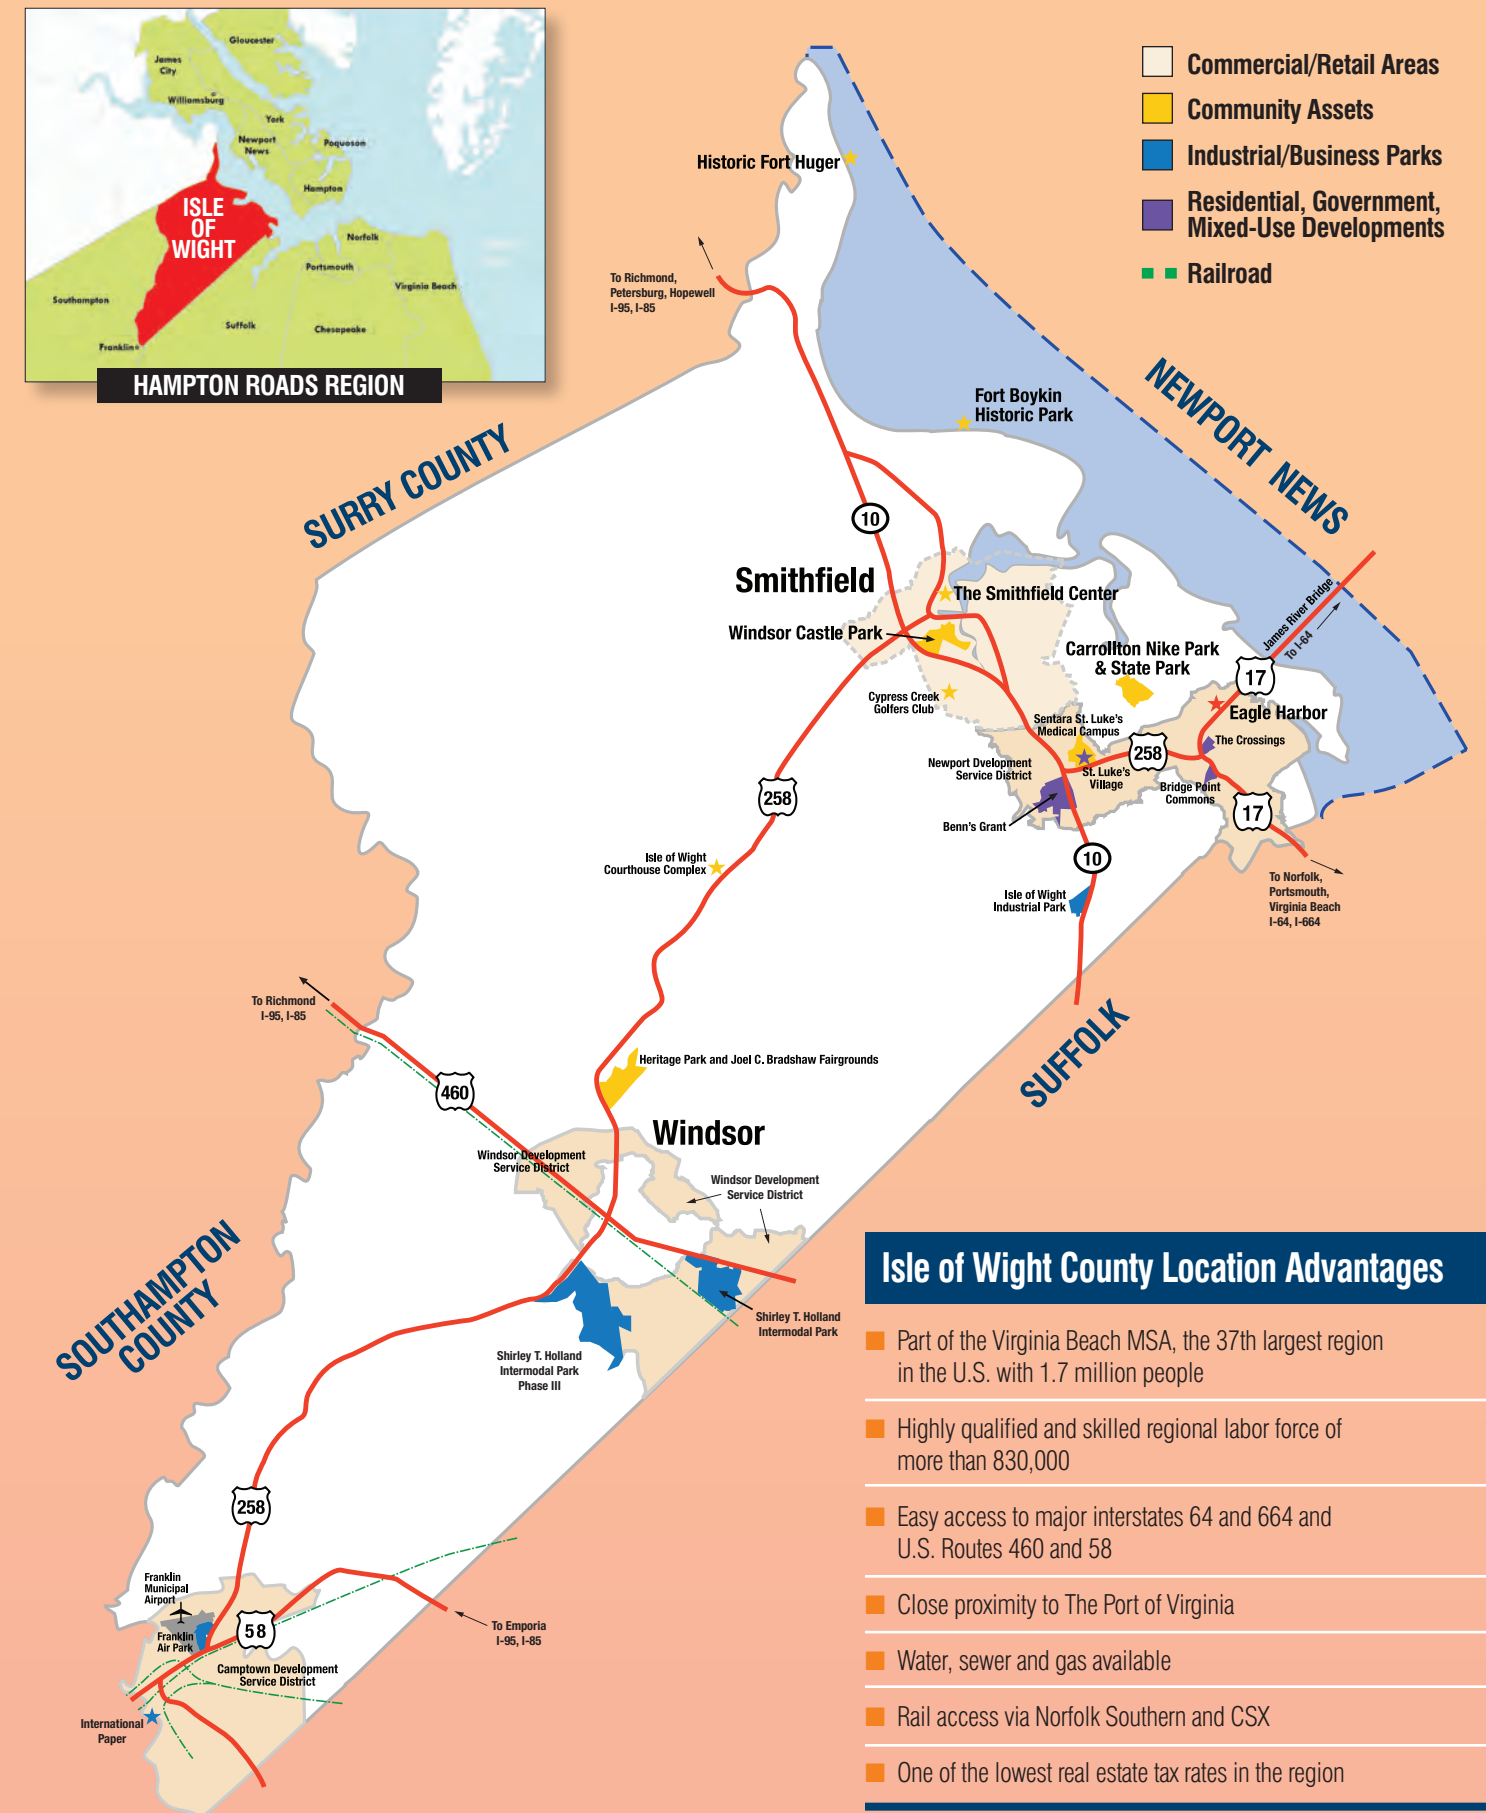 Gloucester
James
City
Williamsburg
York
Newport
News
Poquoson
Hampton
ISLE
OF
WIGHT
Norfolk
Portsmouth
Virginia Beach
Southampton
Suffolk
Chesapeake
Franklin
HAMPTON ROADS REGION
Commercial/Retail Areas
Community Assets
Industrial/Business Parks
Residential, Government,
Mixed-Use Developments
Railroad
Historic Fort Huger
To Richmond,
Petersburg, Hopewell
I-95, I-85
Fort Boykin
Historic Park
NEWPORT NEWS
SURRY COUNTY
10
Smithfield
The Smithfield Center
Windsor Castle Park
James River Bridge
To I-64
Carrollton Nike Park
& State Park
17
Cypress Creek
Golfers Club
Eagle Harbor
Sentara St. Luke's
Medical Campus
The Crossings
258
Newport Dvelopment
Service District
St. Luke's
Village
Bridge Point
Commons
258
17
Benn's Grant
10
Isle of Wight
Courthouse Complex
To Norfolk,
Portsmouth,
Virginia Beach
I-64, I-664
Isle of Wight
Industrial Park
To Richmond
I-95, I-85
SUFFOLK
Heritage Park and Joel C. Bradshaw Fairgrounds
460
Windsor
Windsor Development
Service District
Windsor Development
Service District
SOUTHAMPTON
COUNTY
Shirley T. Holland
Intermodal Park
Shirley T. Holland
Intermodal Park
Phase III
258
Franklin
Municipal
Airport
Franklin
Air Park
58
To Emporia
I-95, I-85
Camptown Development
Service District
International
Paper
Isle of Wight County Location Advantages
Part of the Virginia Beach MSA, the 37th largest region
in the U.S. with 1.7 million people
Highly qualified and skilled regional labor force of
more than 830,000
Easy access to major interstates 64 and 664 and
U.S. Routes 460 and 58
Close proximity to The Port of Virginia
Water, sewer and gas available
Rail access via Norfolk Southern and CSX
One of the lowest real estate tax rates in the region